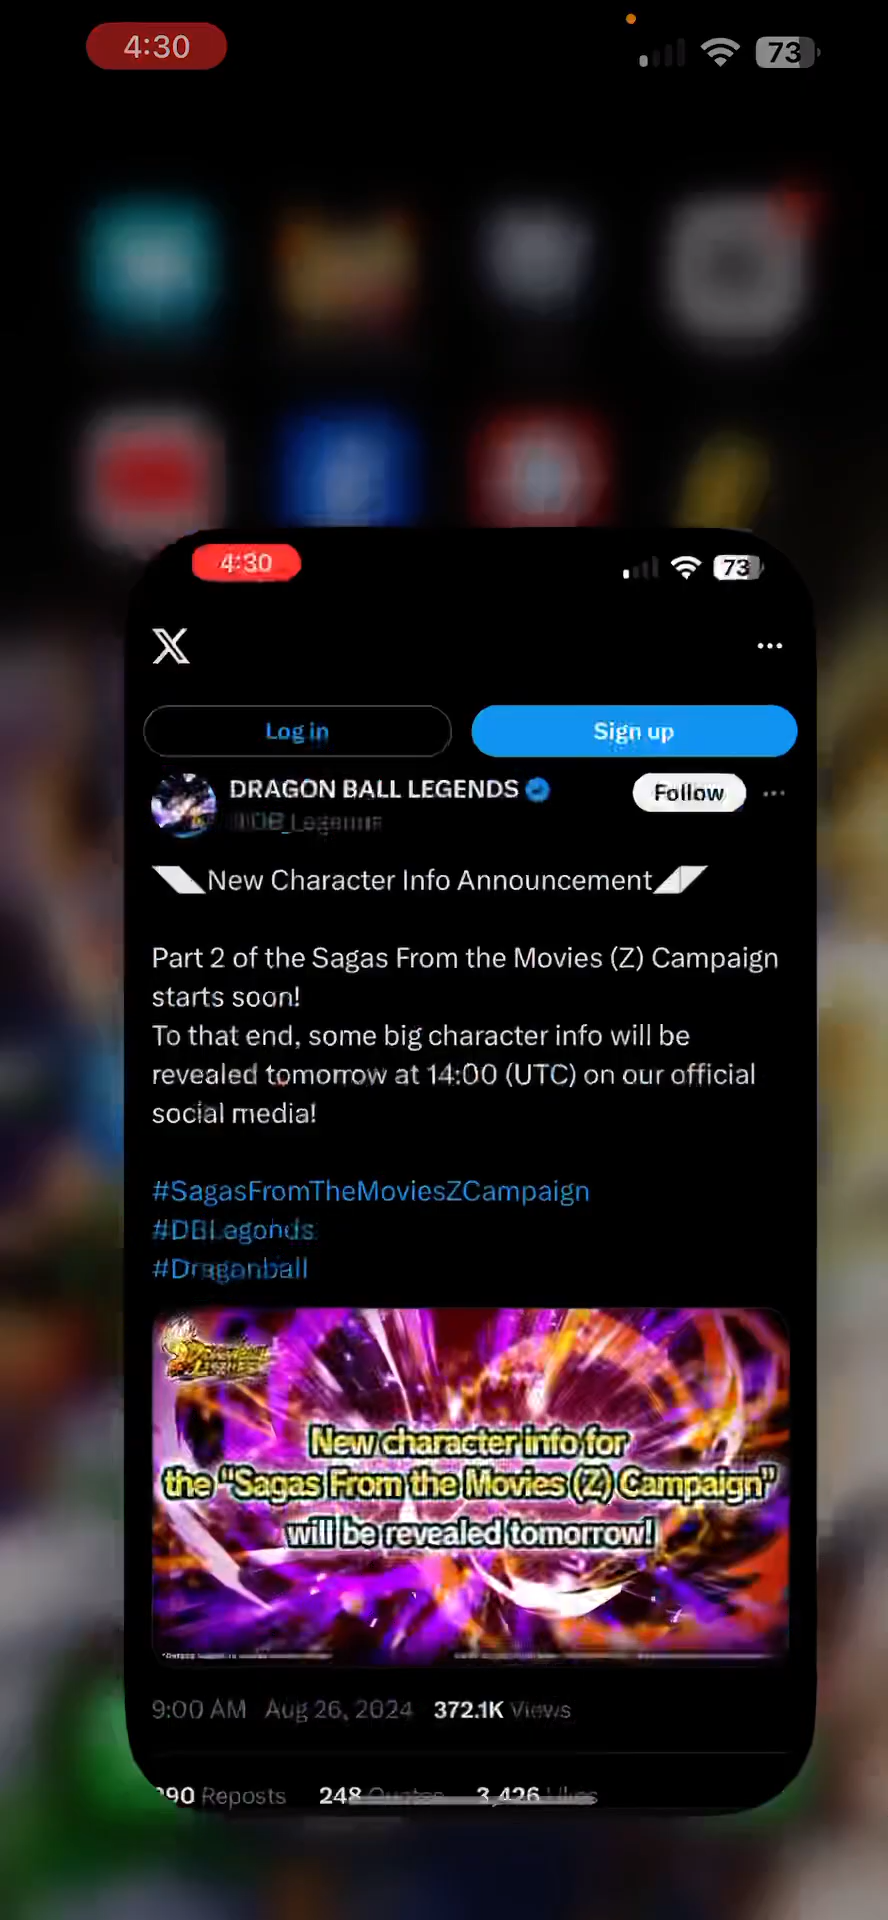 4:30
73
4:30
73
Log in
Sign up
DRAGON BALL LEGENDS
Follow
New Character Info Announcement
Part 2 of the Sagas From the Movies (Z) Campaign
starts soon!
To that end, some big character info will be
revealed tomorrow at 14:00 (UTC) on our official
social media!
#SagasFromTheMoviesZCampaign
#DBLegends
#Dragonball
New character info for
the "Sagas From the Movies (Z) Campaign"
will be revealed tomorrow!
9:00 AM Aug 26, 2024 372.1K Views
Reposts 248 Quotes 3,426 Likes